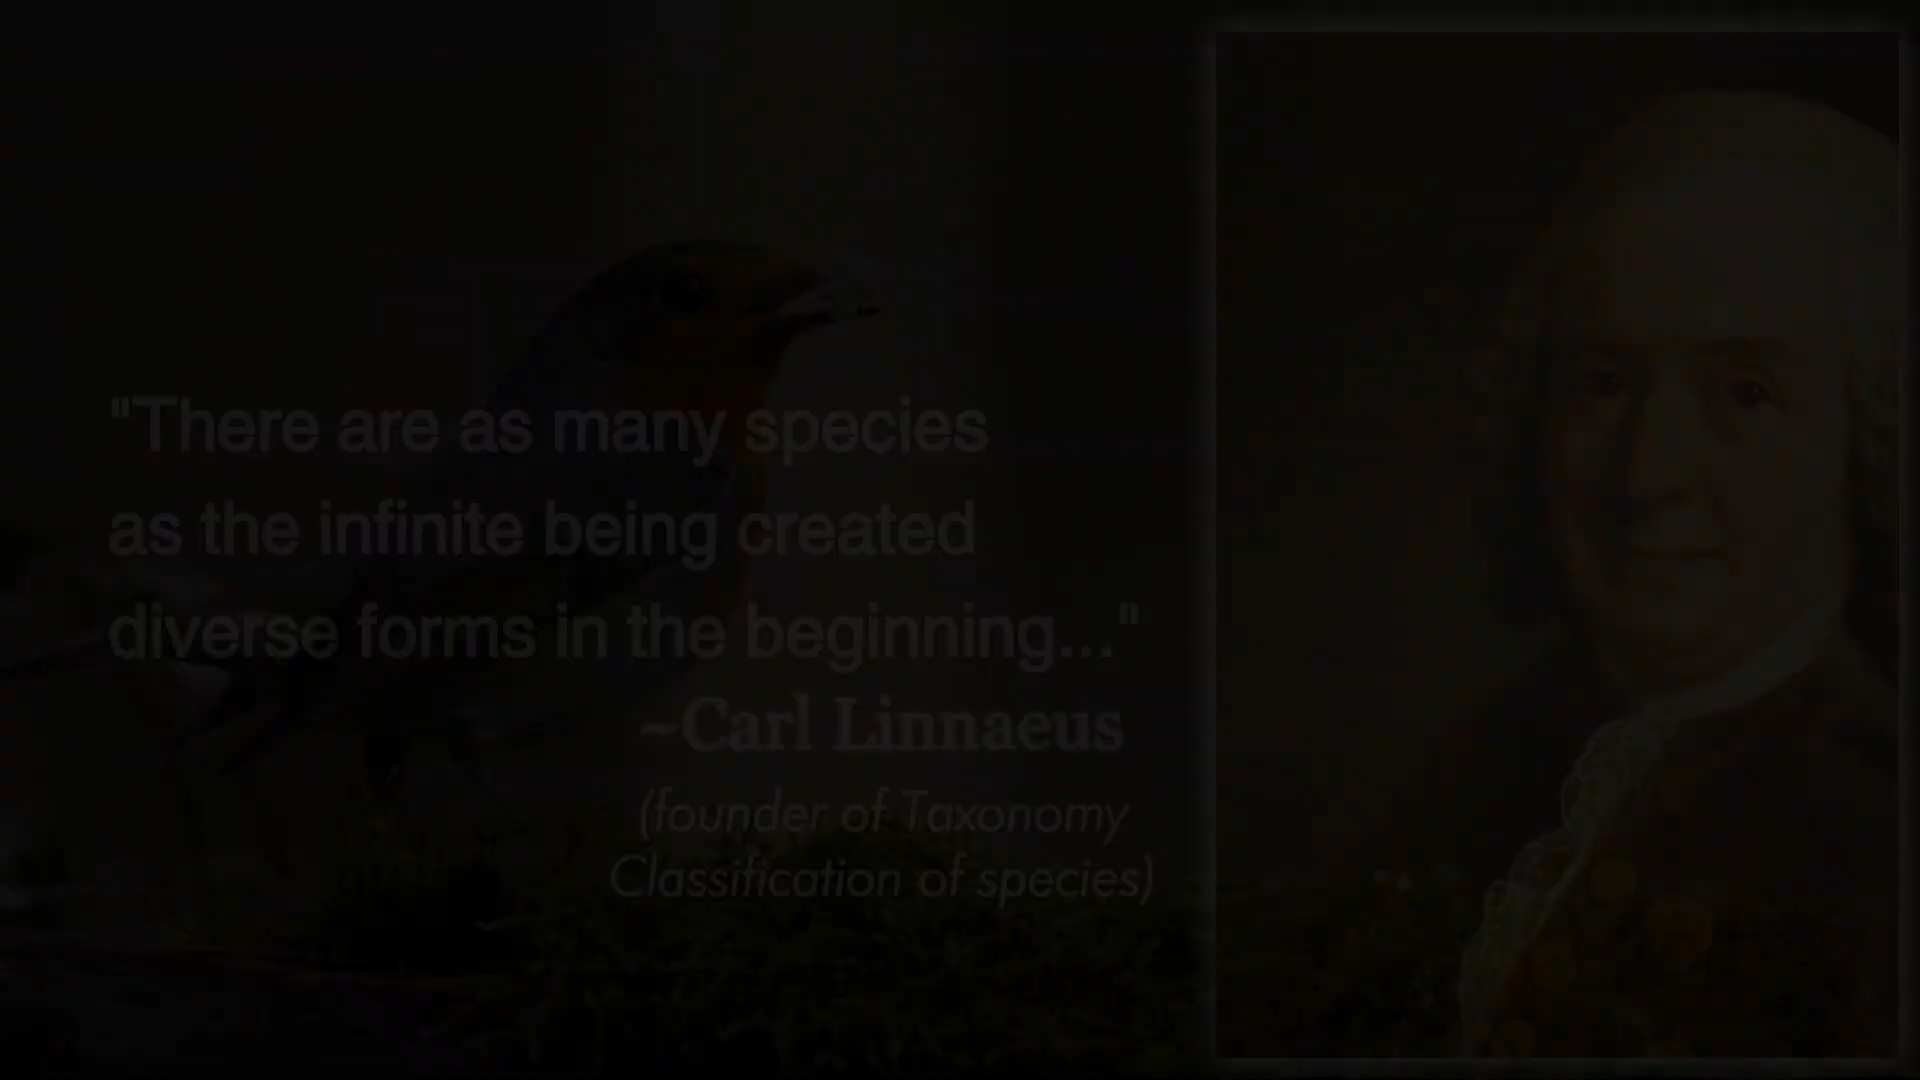 "There are as many species
as the infinite being created
diverse forms in the beginning..."
~Carl Linnaeus
(founder of Taxonomy
Classification of species)